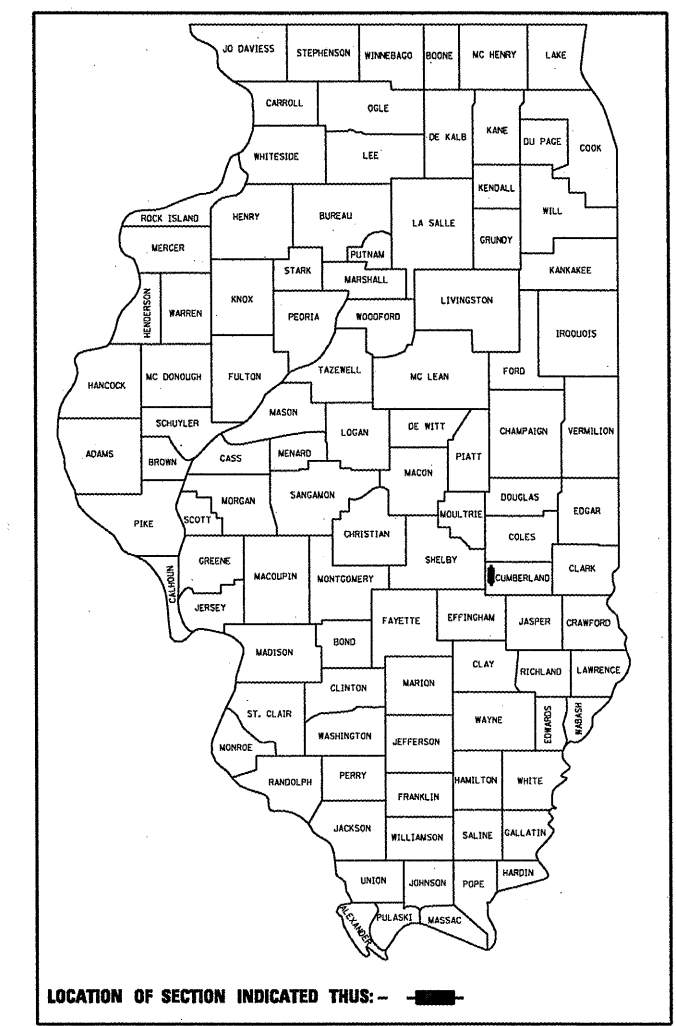 JO DAVIESS
STEPHENSON
WINNEBAGO
BOONE
MC HENRY
LAKE
CARROLL
OGLE
DE KALB
KANE
DU PAGE
COOK
WHITESIDE
LEE
KENDALL
WILL
ROCK ISLAND
HENRY
BUREAU
LA SALLE
GRUNDY
MERCER
PUTNAM
STARK
MARSHALL
KANKAKEE
HENDERSON
WARREN
KNOX
PEORIA
WOODFORD
LIVINGSTON
IROQUOIS
HANCOCK
MC DONOUGH
FULTON
TAZEWELL
MC LEAN
FORD
MASON
SCHUYLER
LOGAN
DE WITT
CHAMPAIGN
VERMILION
ADAMS
BROWN
CASS
MENARD
PIATT
MACON
MORGAN
SANGAMON
DOUGLAS
EDGAR
PIKE
SCOTT
CHRISTIAN
MOULTRIE
COLES
GREENE
MACOUPIN
MONTGOMERY
SHELBY
CUMBERLAND
CLARK
CALHOUN
JERSEY
FAYETTE
EFFINGHAM
JASPER
CRAWFORD
MADISON
BOND
CLAY
RICHLAND
LAWRENCE
CLINTON
MARION
ST. CLAIR
WAYNE
EDWARDS
WABASH
MONROE
WASHINGTON
JEFFERSON
RANDOLPH
PERRY
FRANKLIN
HAMILTON
WHITE
JACKSON
WILLIAMSON
SALINE
GALLATIN
UNION
JOHNSON
POPE
HARDIN
ALEXANDER
PULASKI
MASSAC
LOCATION OF SECTION INDICATED THUS: -